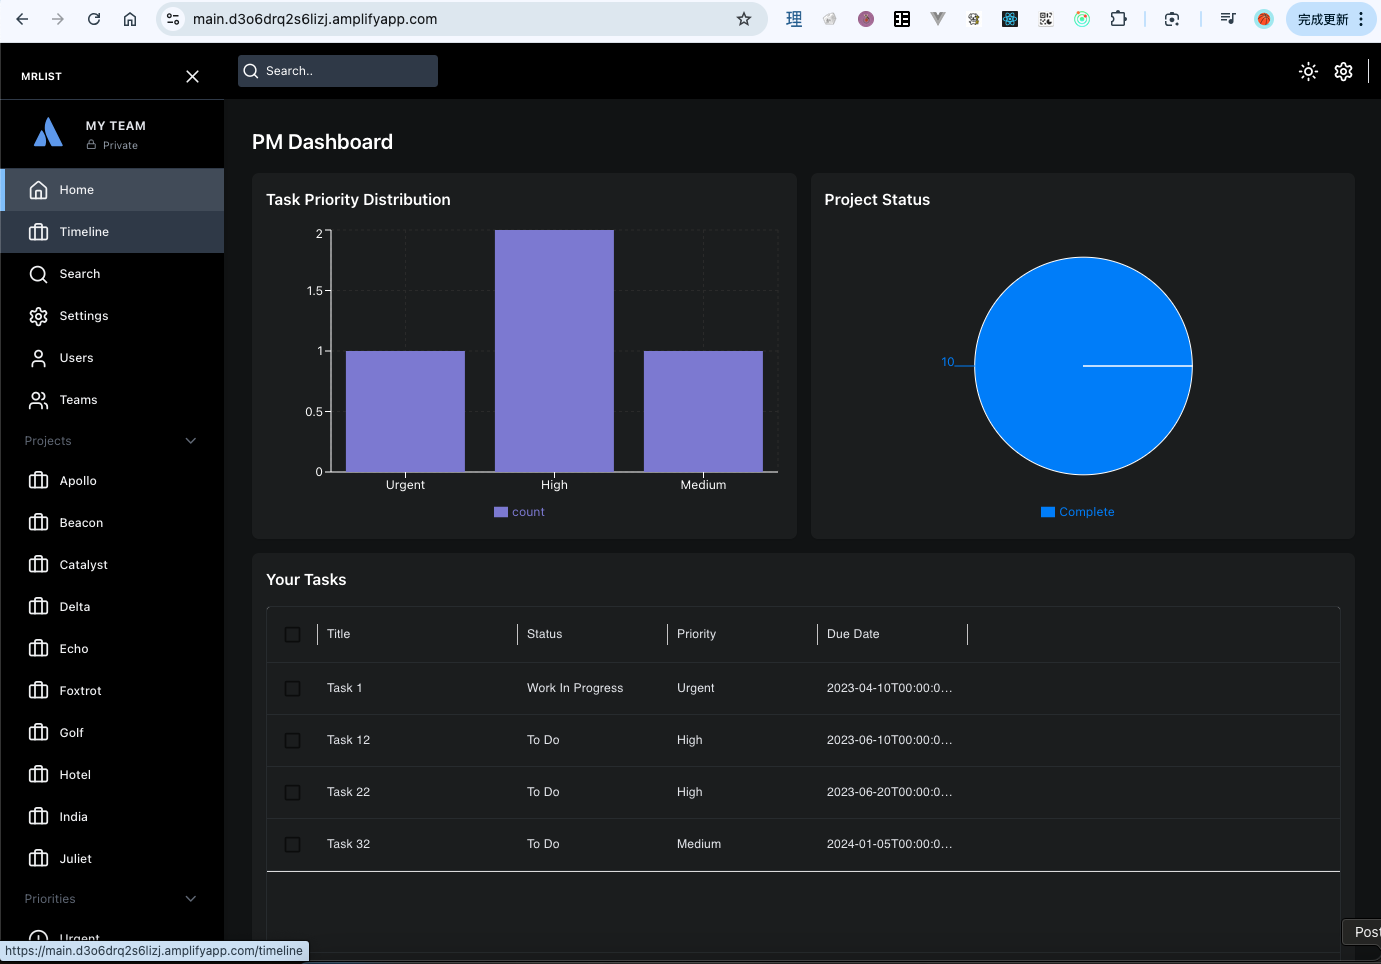 main.d3o6drq2s6lizj.amplifyapp.com
理
完成更新
MRLIST
Search..
MY TEAM
Private
Home
Timeline
Search
Settings
Users
Teams
Projects
Apollo
Beacon
Catalyst
Delta
Echo
Foxtrot
Golf
Hotel
India
Juliet
Priorities
Urgent
https://main.d3o6drq2s6lizj.amplifyapp.com/timeline
PM Dashboard
Task Priority Distribution
2
1.5
1
0.5
0
Urgent High Medium
count
Project Status
10
Complete
Your Tasks
Title Status Priority Due Date
Task 1 Work In Progress Urgent 2023-04-10T00:00:0...
Task 12 To Do High 2023-06-10T00:00:0...
Task 22 To Do High 2023-06-20T00:00:0...
Task 32 To Do Medium 2024-01-05T00:00:0...
Post